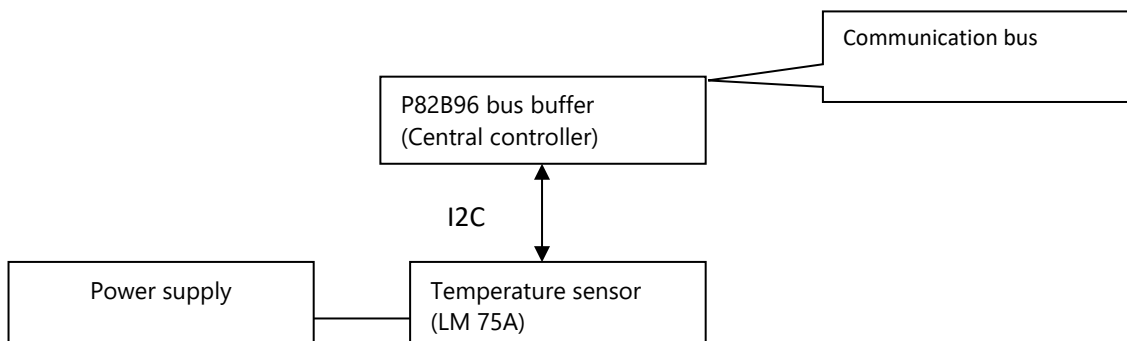 Communication bus
P82B96 bus buffer
(Central controller)
I2C
Power supply
Temperature sensor
(LM 75A)